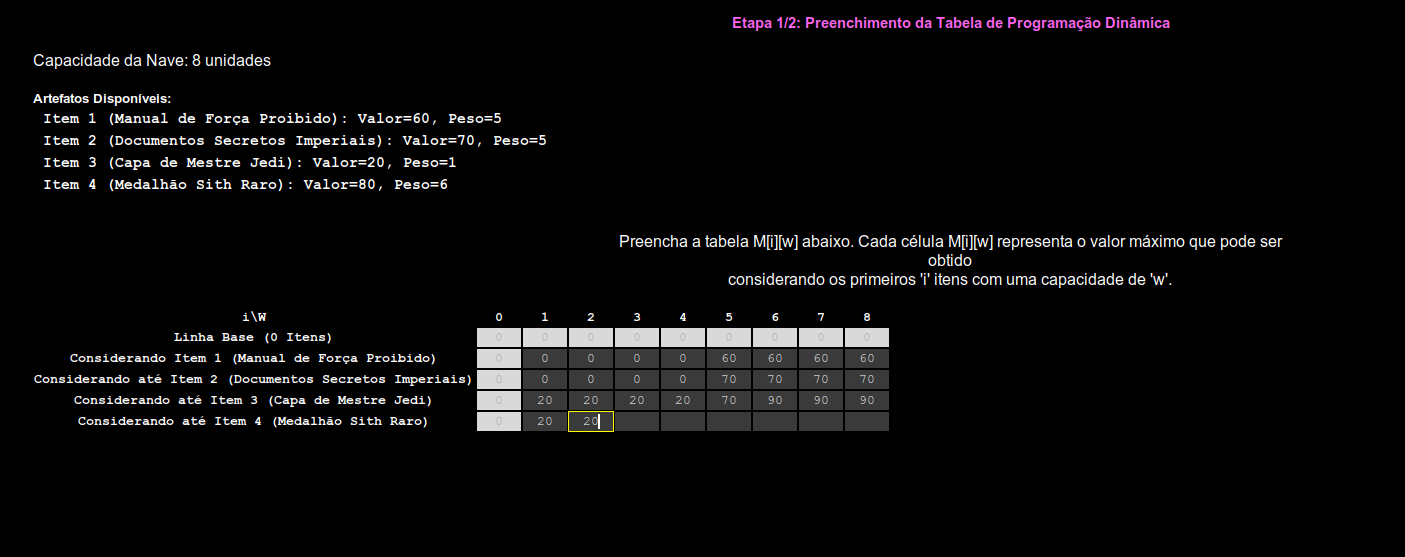 Etapa 1/2: Preenchimento da Tabela de Programação Dinâmica
Capacidade da Nave: 8 unidades
Artefatos Disponíveis:
Item 1 (Manual de Força Proibido): Valor=60, Peso=5
Item 2 (Documentos Secretos Imperiais): Valor=70, Peso=5
Item 3 (Capa de Mestre Jedi): Valor=20, Peso=1
Item 4 (Medalhão Sith Raro): Valor=80, Peso=6
Preencha a tabela M[i][w] abaixo. Cada célula M[i][w] representa o valor máximo que pode ser
obtido
considerando os primeiros 'i' itens com uma capacidade de 'w'.
i\W 0 1 2 3 4 5 6 7 8
Linha Base (0 Itens) 0 0 0 0 0 0 0 0 0
Considerando Item 1 (Manual de Força Proibido) 0 0 0 0 0 60 60 60 60
Considerando até Item 2 (Documentos Secretos Imperiais) 0 0 0 0 0 70 70 70 70
Considerando até Item 3 (Capa de Mestre Jedi) 0 20 20 20 20 70 90 90 90
Considerando até Item 4 (Medalhão Sith Raro) 0 20 20